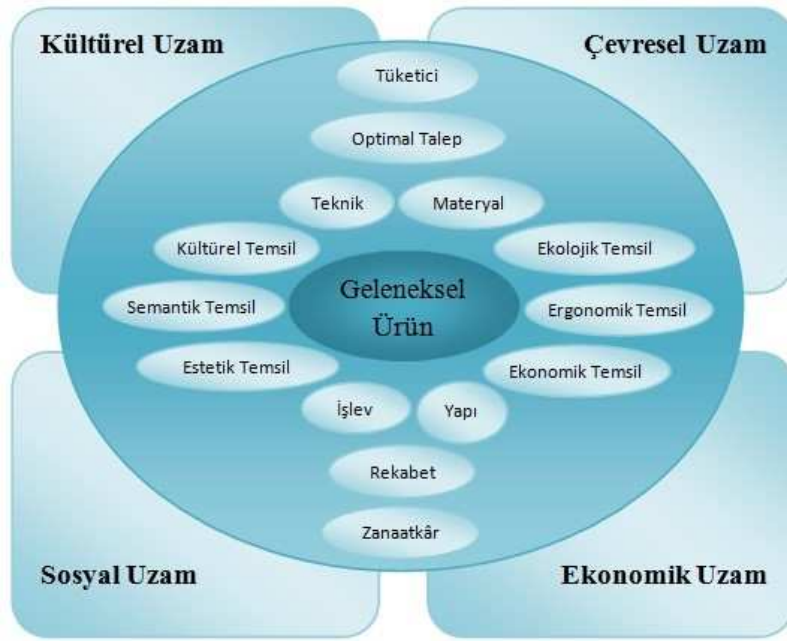 Kültürel Uzam
Çevresel Uzam
Tüketici
Optimal Talep
Teknik
Materyal
Kültürel Temsil
Ekolojik Temsil
Geleneksel
Ürün
Semantik Temsil
Ergonomik Temsil
Estetik Temsil
Ekonomik Temsil
İşlev
Yapı
Rekabet
Zanaatkâr
Sosyal Uzam
Ekonomik Uzam